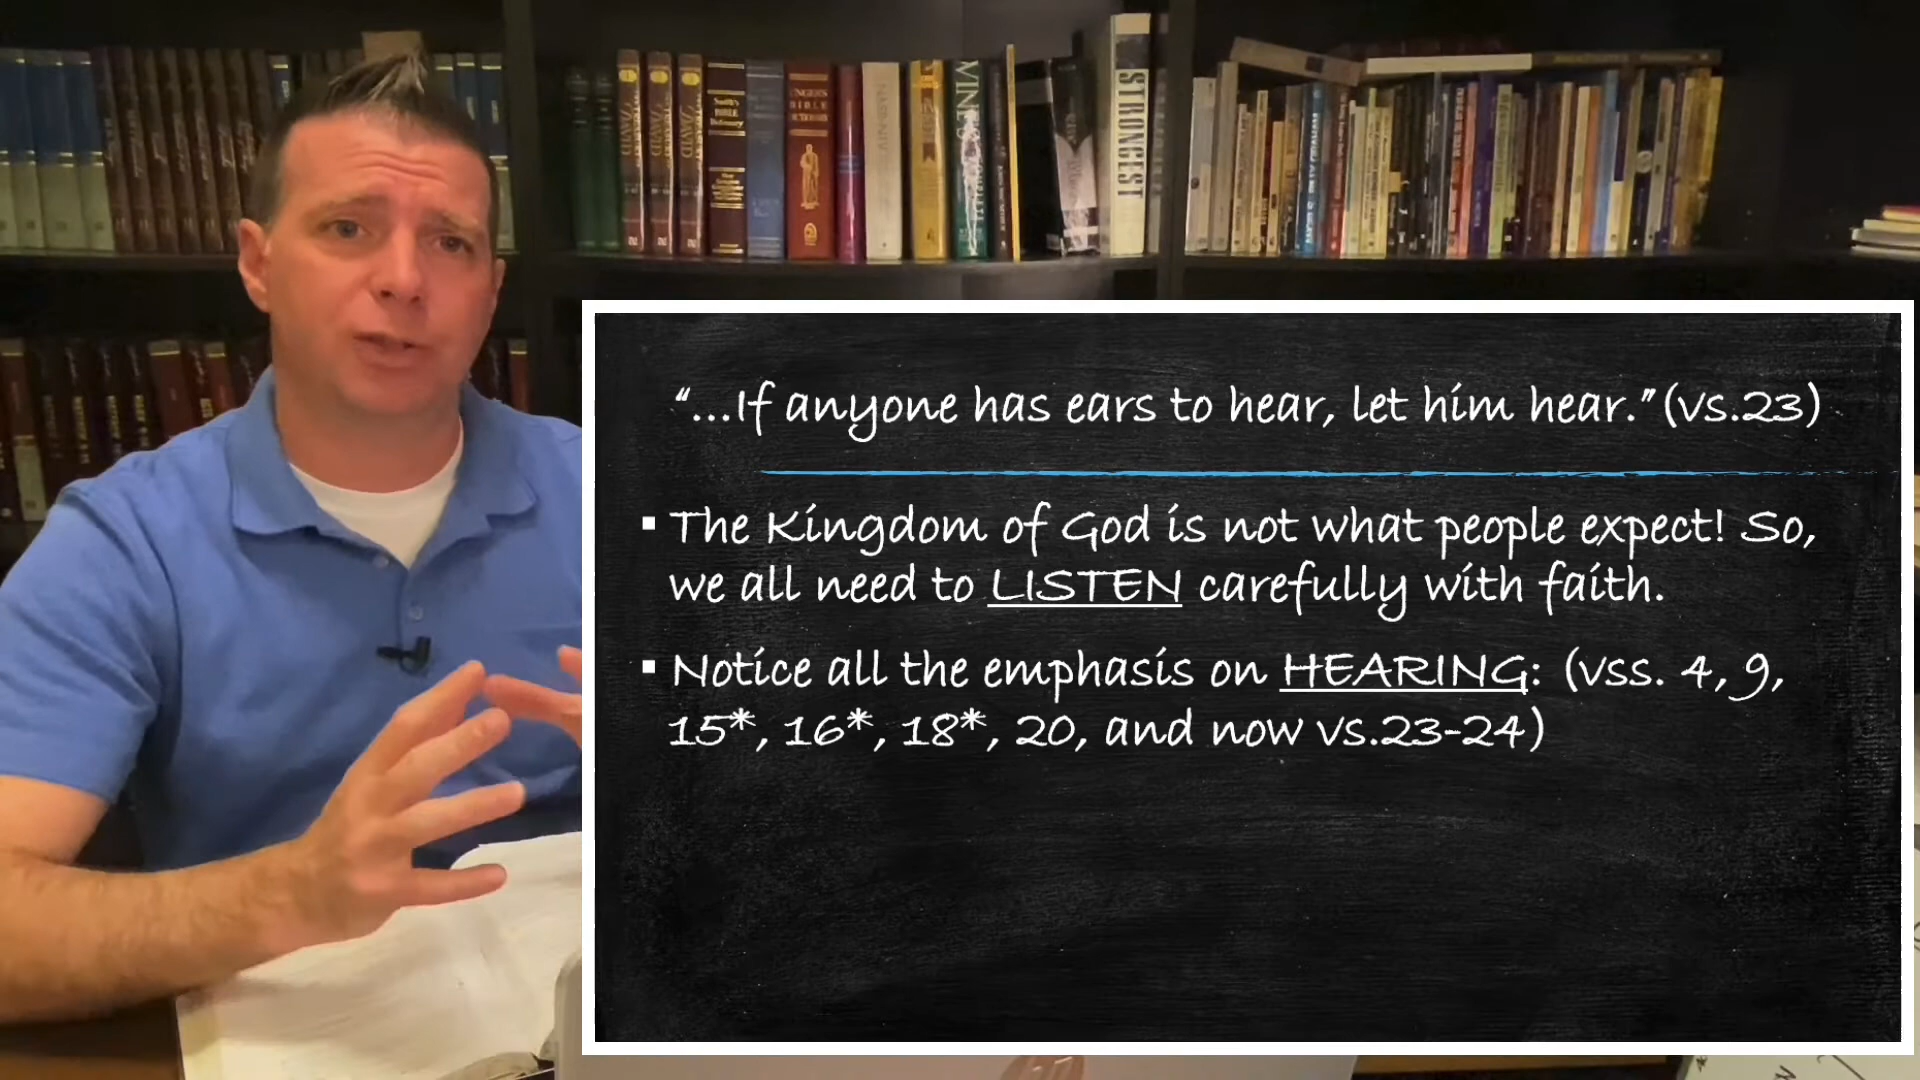 “...If anyone has ears to hear, let him hear.” (vs.23)
▪ The Kingdom of God is not what people expect! So,
we all need to LISTEN carefully with faith.
▪ Notice all the emphasis on HEARING: (vss. 4, 9,
15*, 16*, 18*, 20, and now vs.23-24)
STRONGEST